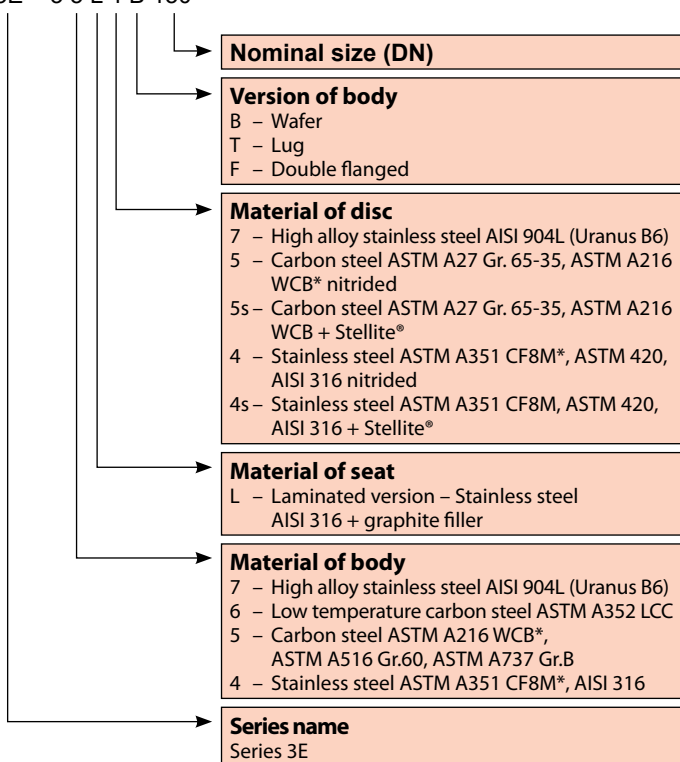 Nominal size (DN)
Version of body
B – Wafer
T – Lug
F – Double flanged
Material of disc
7 – High alloy stainless steel AISI 904L (Uranus B6)
5 – Carbon steel ASTM A27 Gr. 65-35, ASTM A216
WCB* nitrided
5s – Carbon steel ASTM A27 Gr. 65-35, ASTM A216
WCB + Stellite®
4 – Stainless steel ASTM A351 CF8M*, ASTM 420,
AISI 316 nitrided
4s – Stainless steel ASTM A351 CF8M, ASTM 420,
AISI 316 + Stellite®
Material of seat
L – Laminated version – Stainless steel
AISI 316 + graphite filler
Material of body
7 – High alloy stainless steel AISI 904L (Uranus B6)
6 – Low temperature carbon steel ASTM A352 LCC
5 – Carbon steel ASTM A216 WCB*,
ASTM A516 Gr.60, ASTM A737 Gr.B
4 – Stainless steel ASTM A351 CF8M*, AISI 316
Series name
Series 3E